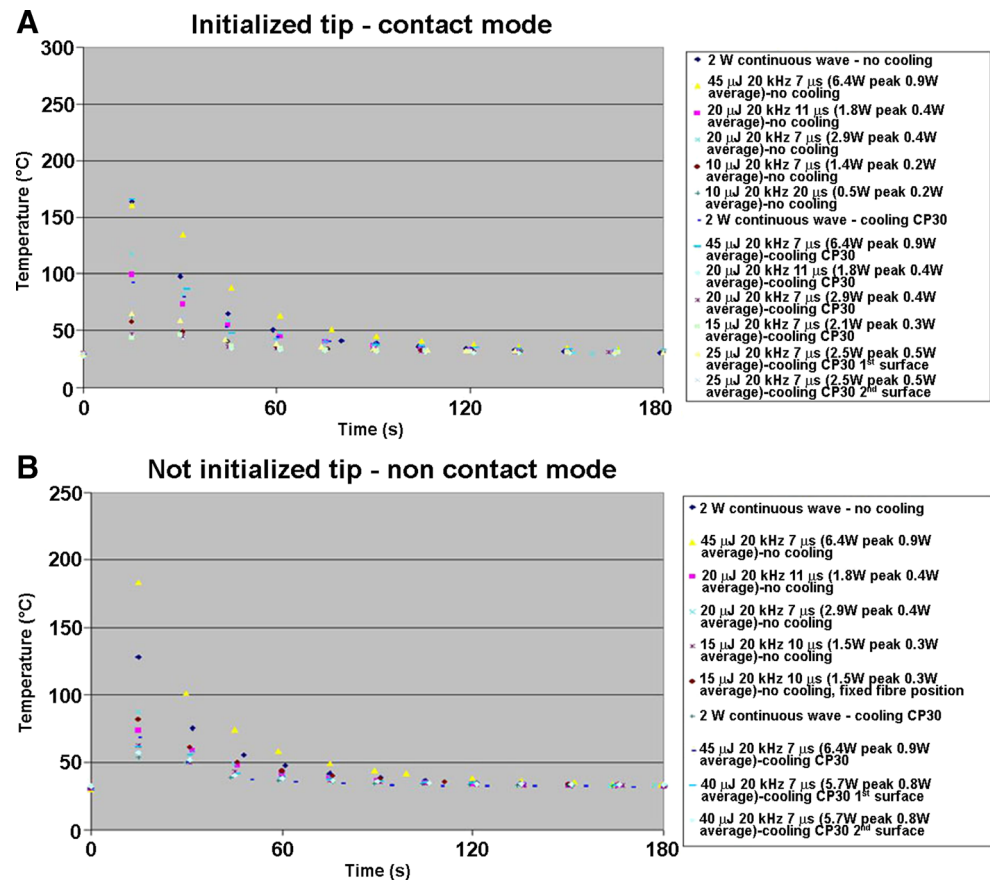 A
Initialized tip - contact mode
300
250
200
150
100
50
0
Temperature (°C)
0
60
120
180
Time (s)
2 W continuous wave - no cooling
45 µJ 20 kHz 7 µs (6.4W peak 0.9W
average)-no cooling
20 µJ 20 kHz 11 µs (1.8W peak 0.4W
average)-no cooling
20 µJ 20 kHz 7 µs (2.9W peak 0.4W
average)-no cooling
10 µJ 20 kHz 7 µs (1.4W peak 0.2W
average)-no cooling
10 µJ 20 kHz 20 µs (0.5W peak 0.2W
average)-no cooling
2 W continuous wave - cooling CP30
45 µJ 20 kHz 7 µs (6.4W peak 0.9W
average)-cooling CP30
20 µJ 20 kHz 11 µs (1.8W peak 0.4W
average)-cooling CP30
20 µJ 20 kHz 7 µs (2.9W peak 0.4W
average)-cooling CP30
15 µJ 20 kHz 7 µs (2.1W peak 0.3W
average)-cooling CP30
25 µJ 20 kHz 7 µs (2.5W peak 0.5W
average)-cooling CP30 1st surface
25 µJ 20 kHz 7 µs (2.5W peak 0.5W
average)-cooling CP30 2nd surface
B
Not initialized tip - non contact mode
250
200
150
100
50
0
Temperature (°C)
0
60
120
180
Time (s)
2 W continuous wave - no cooling
45 µJ 20 kHz 7 µs (6.4W peak 0.9W
average)-no cooling
20 µJ 20 kHz 11 µs (1.8W peak 0.4W
average)-no cooling
20 µJ 20 kHz 7 µs (2.9W peak 0.4W
average)-no cooling
15 µJ 20 kHz 10 µs (1.5W peak 0.3W
average)-no cooling
15 µJ 20 kHz 10 µs (1.5W peak 0.3W
average)-no cooling, fixed fibre position
2 W continuous wave - cooling CP30
45 µJ 20 kHz 7 µs (6.4W peak 0.9W
average)-cooling CP30
40 µJ 20 kHz 7 µs (5.7W peak 0.8W
average)-cooling CP30 1st surface
40 µJ 20 kHz 7 µs (5.7W peak 0.8W
average)-cooling CP30 2nd surface